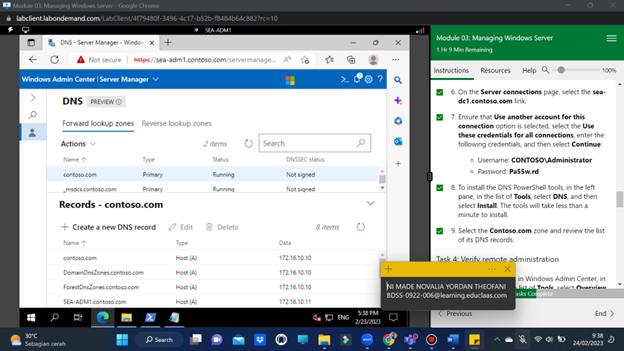 Module 03: Managing Windows Server - Google Chrome
labclient.labondemand.com/LabClient/4f79480f-3496-4c17-b52b-f8484b64c882?rc=10
SEA-ADM1
DNS - Server Manager - Window
Not secure | https://sea-adm1.contoso.com/servermanage...
Windows Admin Center | Server Manager
DNS
PREVIEW
Forward lookup zones
Reverse lookup zones
Actions
2 items
Search
Name
Type
Status
DNSSEC status
contoso.com
Primary
Running
Not signed
_msdcs.contoso.com
Primary
Running
Not signed
Records - contoso.com
Create a new DNS record
Edit
Delete
8 items
Name
Type
Data
contoso.com
Host (A)
172.16.10.10
DomainDnsZones.contoso.com
Host (A)
172.16.10.10
ForestDnsZones.contoso.com
Host (A)
172.16.10.10
SEA-ADM1.contoso.com
Host (A)
172.16.10.11
ENG
5:38 PM
2/23/2023
Module 03: Managing Windows Server
1 Hr 9 Min Remaining
Instructions
Resources
Help
100%
6. On the Server connections page, select the sea-
dc1.contoso.com link.
7. Ensure that Use another account for this
connection option is selected, select the Use
these credentials for all connections, enter the
following credentials, and then select Continue:
Username: CONTOSO\Administrator
Password: Pa55w.rd
8. To install the DNS PowerShell tools, in the left
pane, in the list of Tools, select DNS, and then
select Install. The tools will take less than a
minute to install.
9. Select the Contoso.com zone and review the
list of its DNS records.
Task 4: Verify remote administration
in Windows Admin Center, in
list of Tools, select Overview
Tasks Complete
Previous
End
NI MADE NOVALIA YORDAN THEOFANI
BDSS-0922-006@learning.educlaas.com
30°C
Sebagian cerah
Search
9:38
24/02/2023